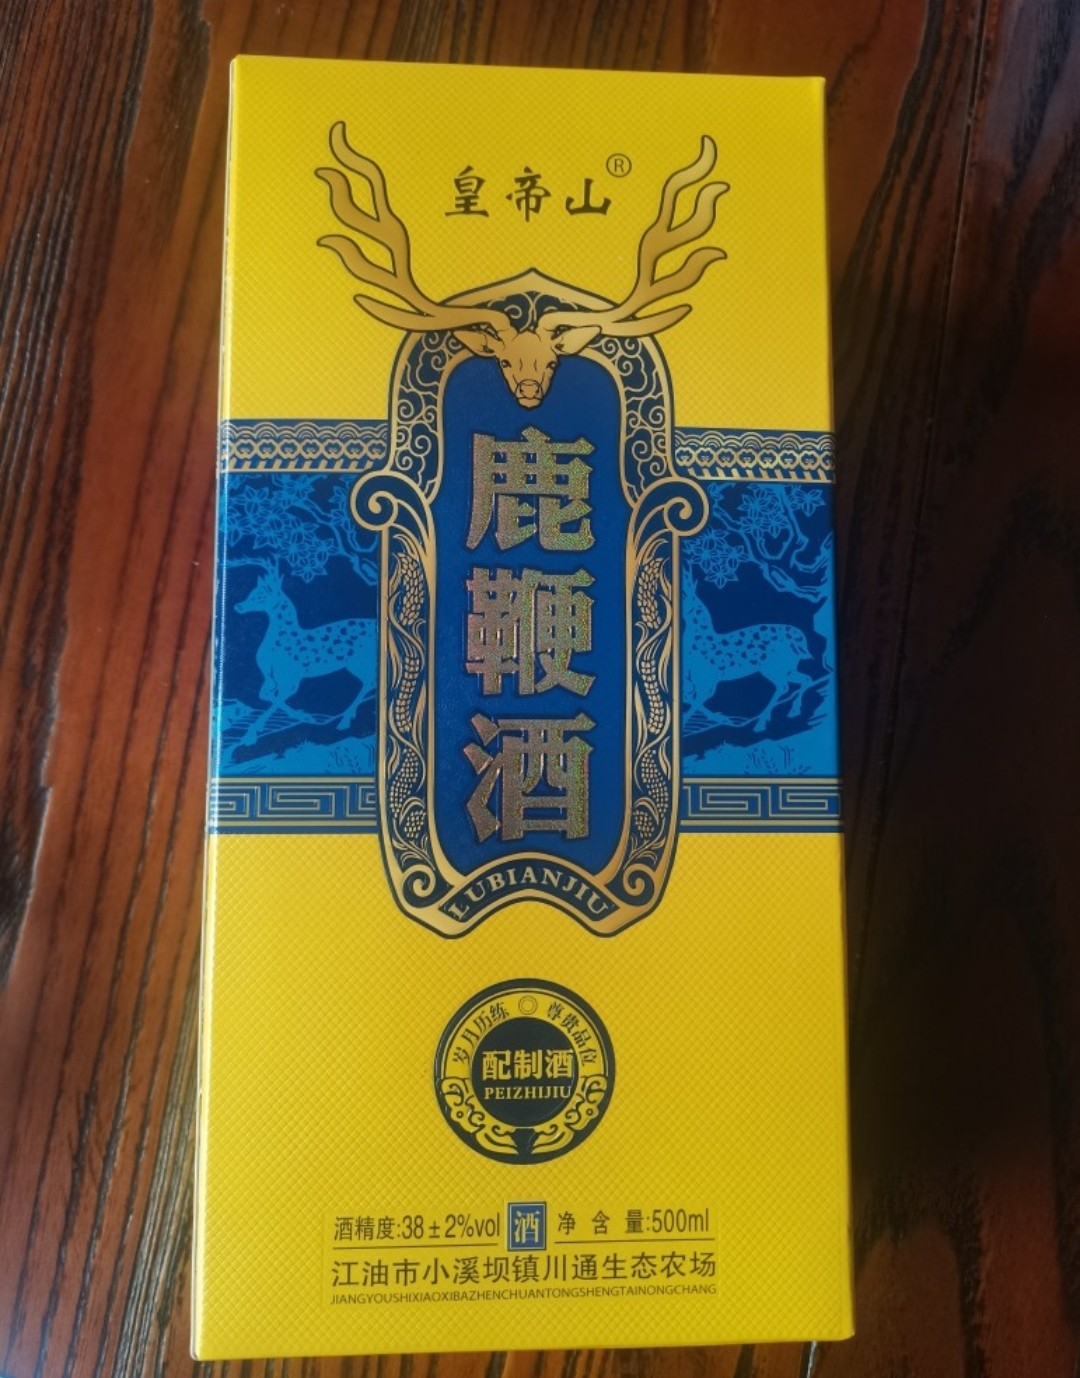 皇帝山®
鹿鞭酒
LUBIANJIU
岁月历练 尊贵品位
配制酒
PEIZHIJIU
酒精度:38±2%vol 酒 净含量:500ml
江油市小溪坝镇川通生态农场
JIANGYOUSHIXIAOXIBAZHENCHUANTONGSHENGTAINONGCHANG